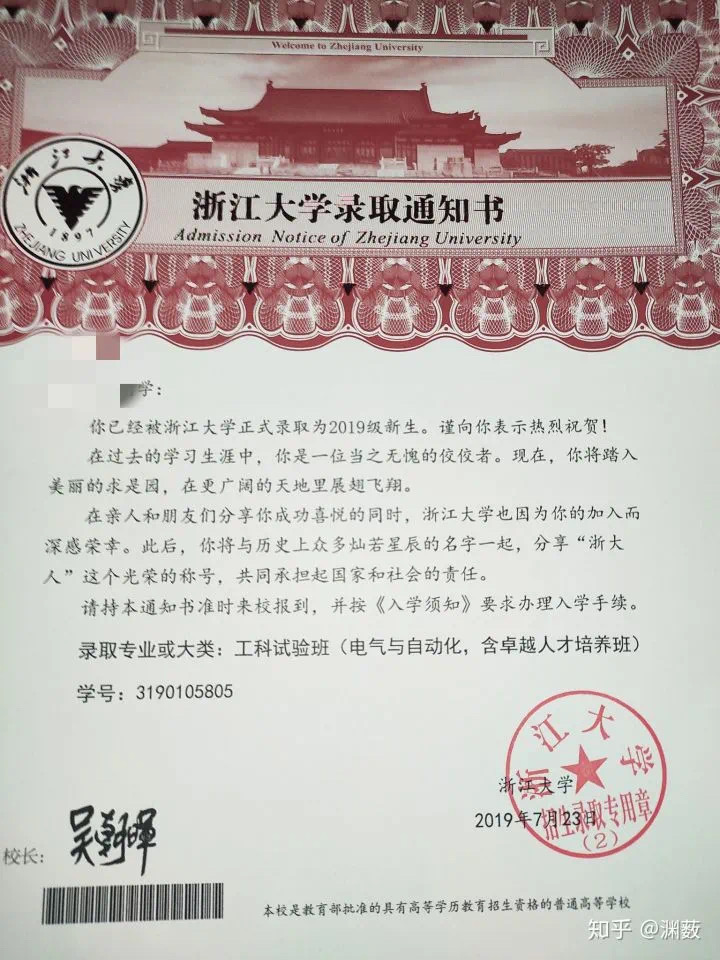 Welcome to Zhejiang University
浙江大学
ZHEJIANG UNIVERSITY
1897
浙江大学录取通知书
Admission Notice of Zhejiang University
学：
你已经被浙江大学正式录取为2019级新生。谨向你表示热烈祝贺！
在过去的学习生涯中，你是一位当之无愧的佼佼者。现在，你将踏入
美丽的求是园，在更广阔的天地里展翅飞翔。
在亲人和朋友们分享你成功喜悦的同时，浙江大学也因为你的加入而
深感荣幸。此后，你将与历史上众多灿若星辰的名字一起，分享“浙大
人”这个光荣的称号，共同承担起国家和社会的责任。
请持本通知书准时来校报到，并按《入学须知》要求办理入学手续。
录取专业或大类：工科试验班（电气与自动化，含卓越人才培养班）
学号：3190105805
浙江大学
招生录取专用章
（2）
浙江大学
2019年7月23日
校长：
吴朝晖
本校是教育部批准的具有高等学历教育招生资格的普通高等学校
知乎 @渊薮